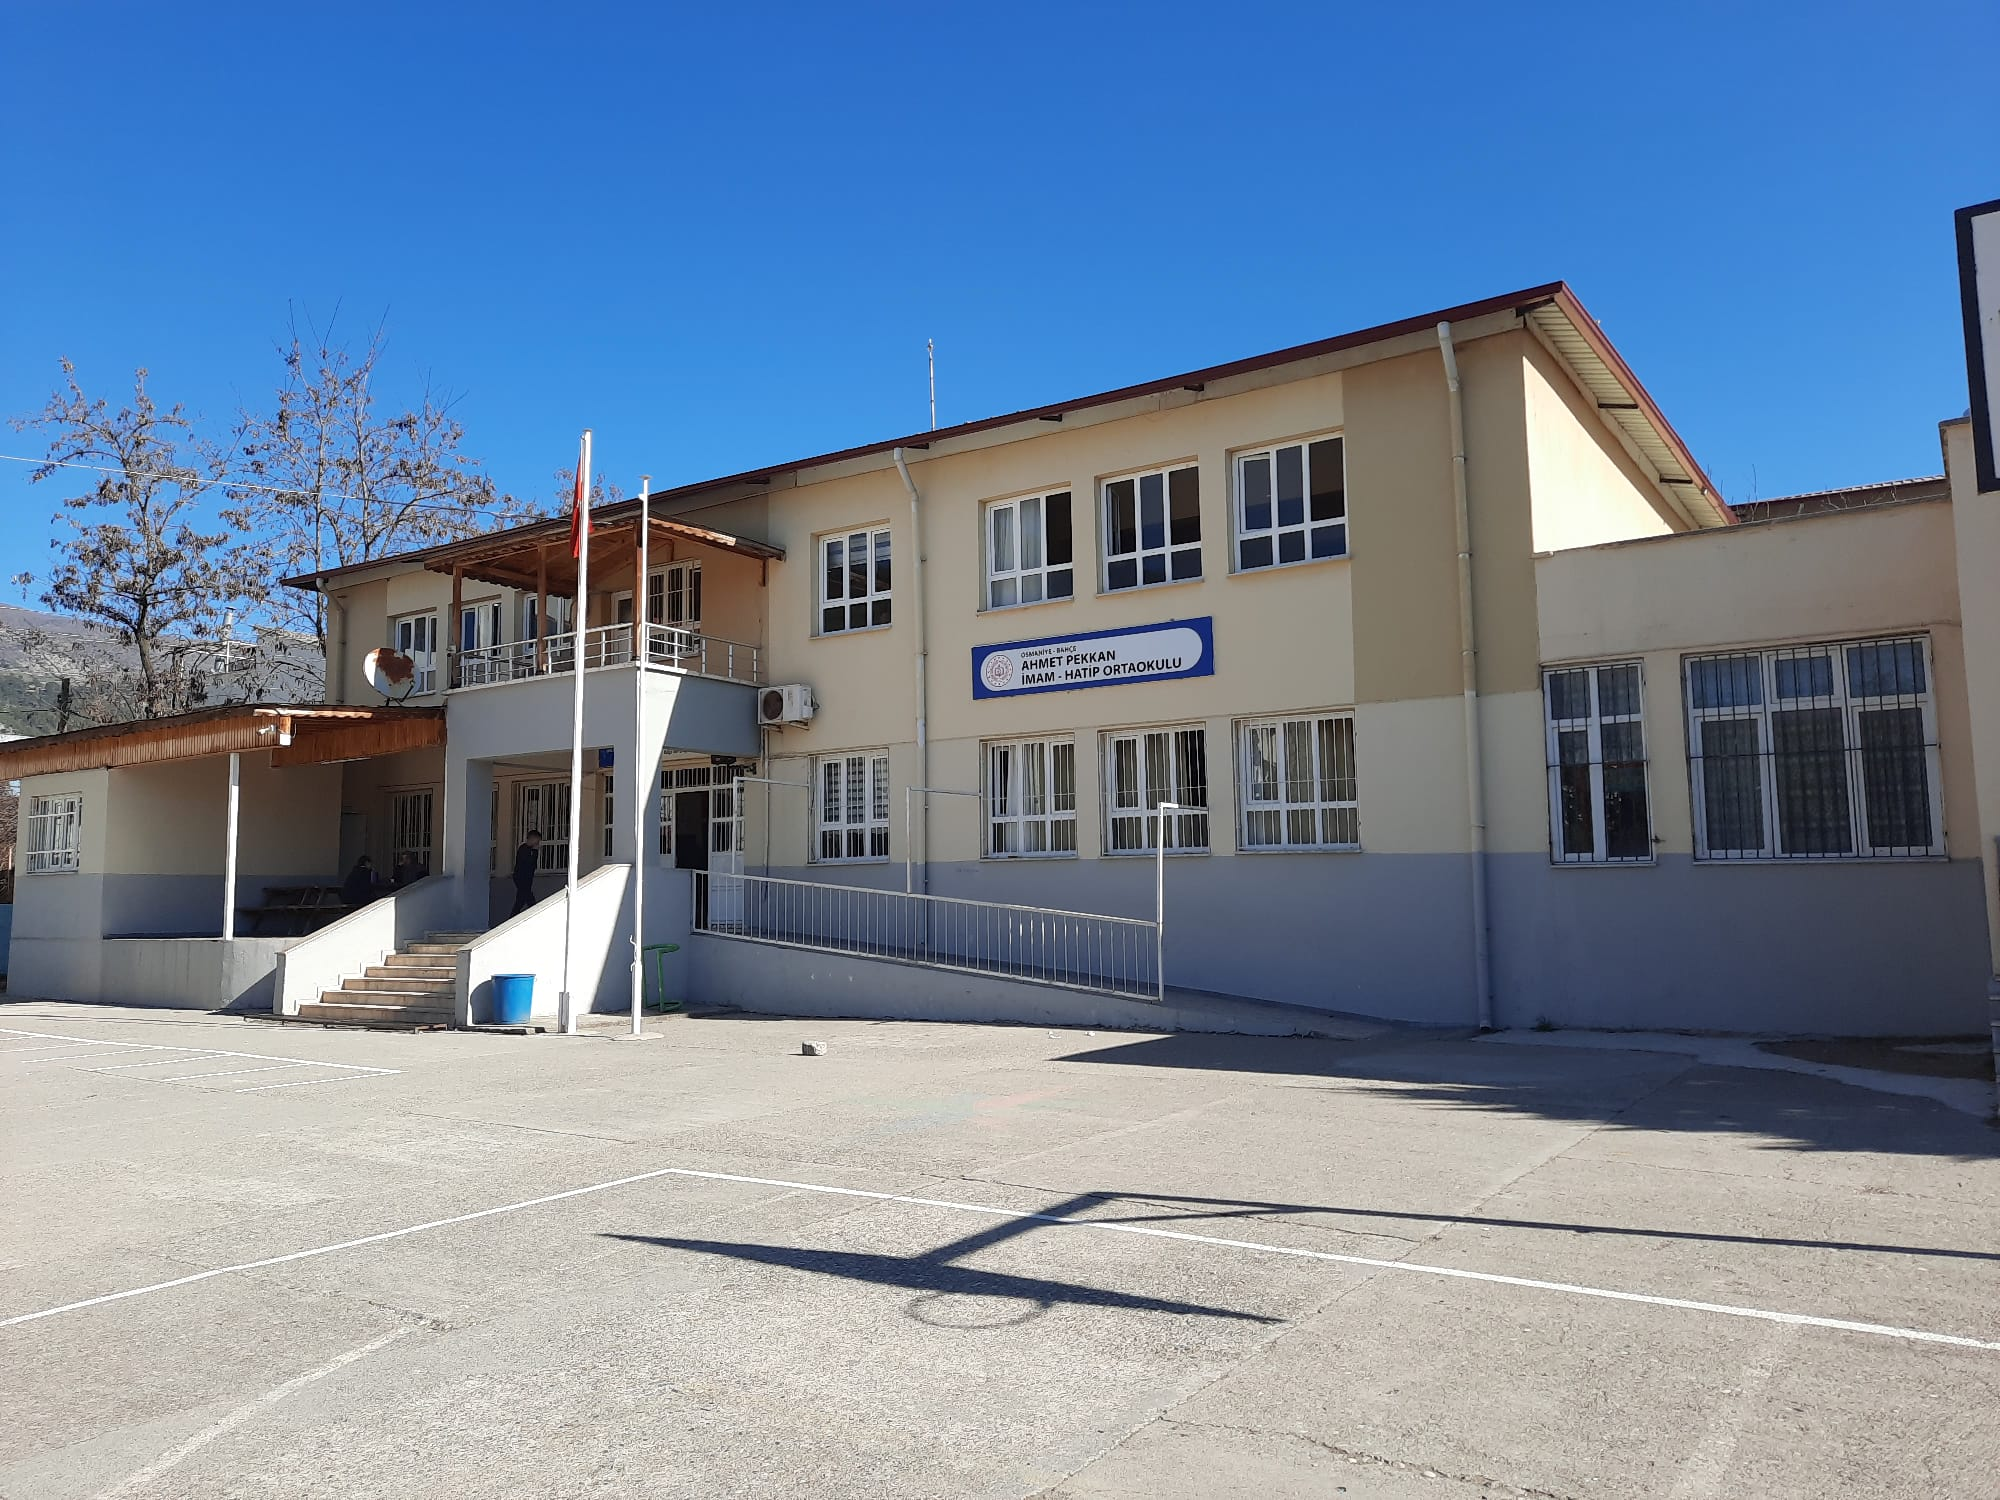 OSMANİYE - BAHÇE
AHMET PEKKAN
İMAM - HATİP ORTAOKULU